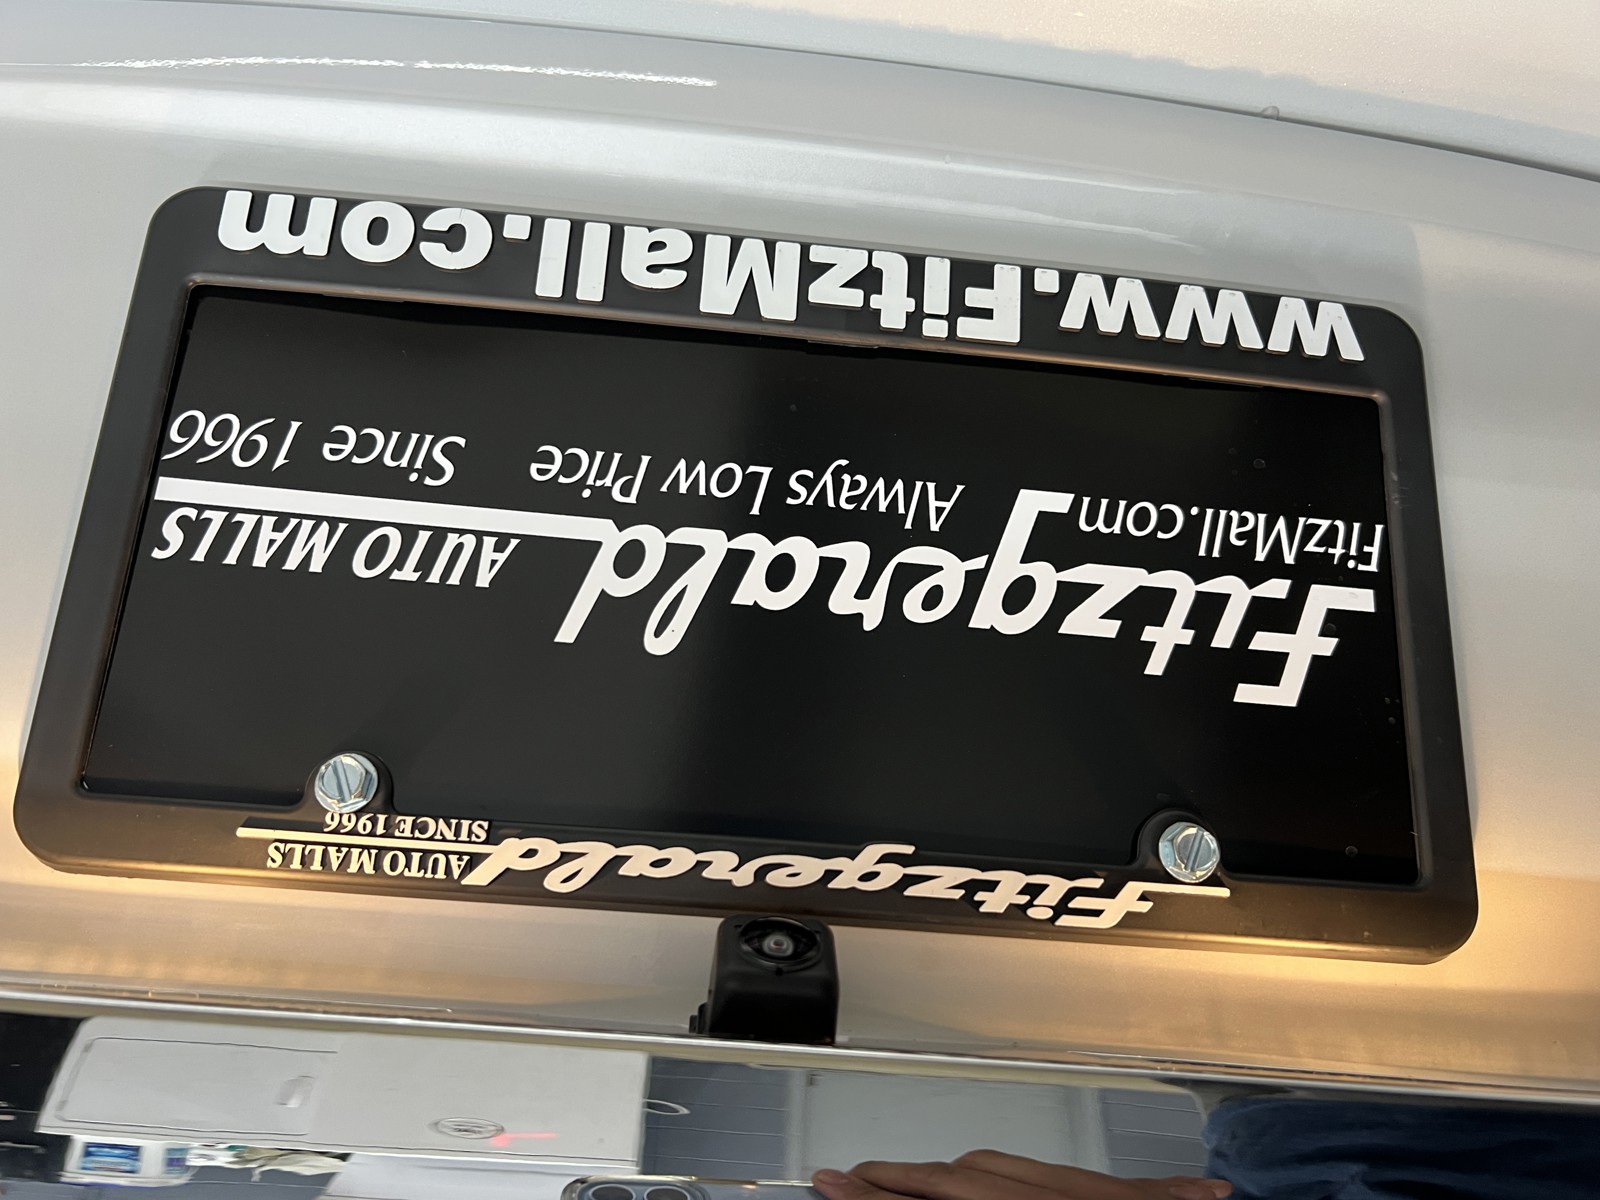 Fitzgerald AUTO MALLS
SINCE 1966
Fitzgerald AUTO MALLS
FitzMall.com Always Low Price Since 1966
www.FitzMall.com